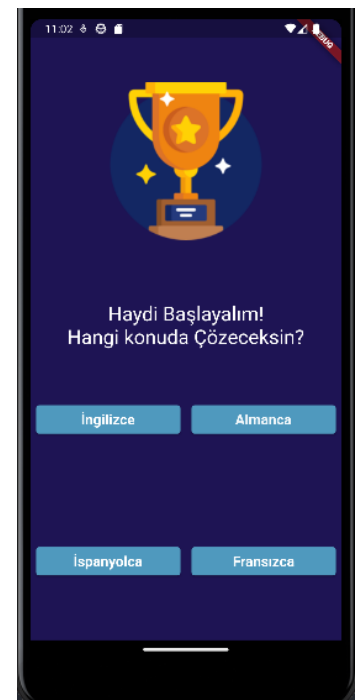 11:02
Haydi Başlayalım!
Hangi konuda Çözeceksin?
İngilizce
Almanca
İspanyolca
Fransızca